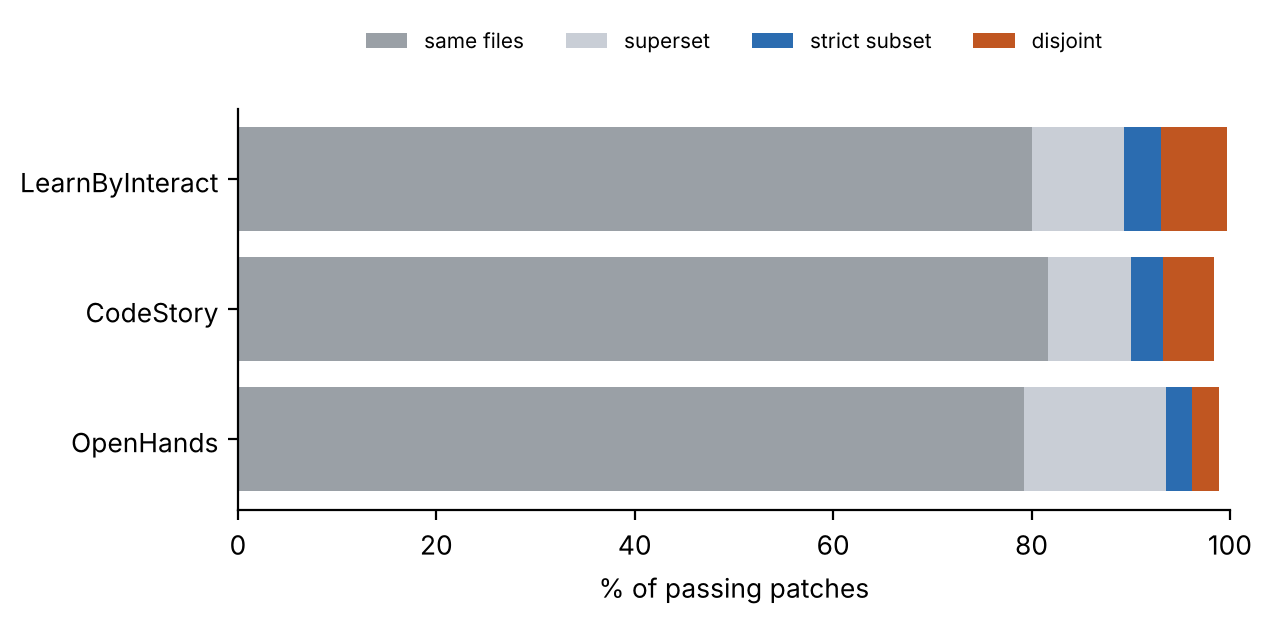 same files superset strict subset disjoint
LearnByInteract
CodeStory
OpenHands
0 20 40 60 80 100
% of passing patches